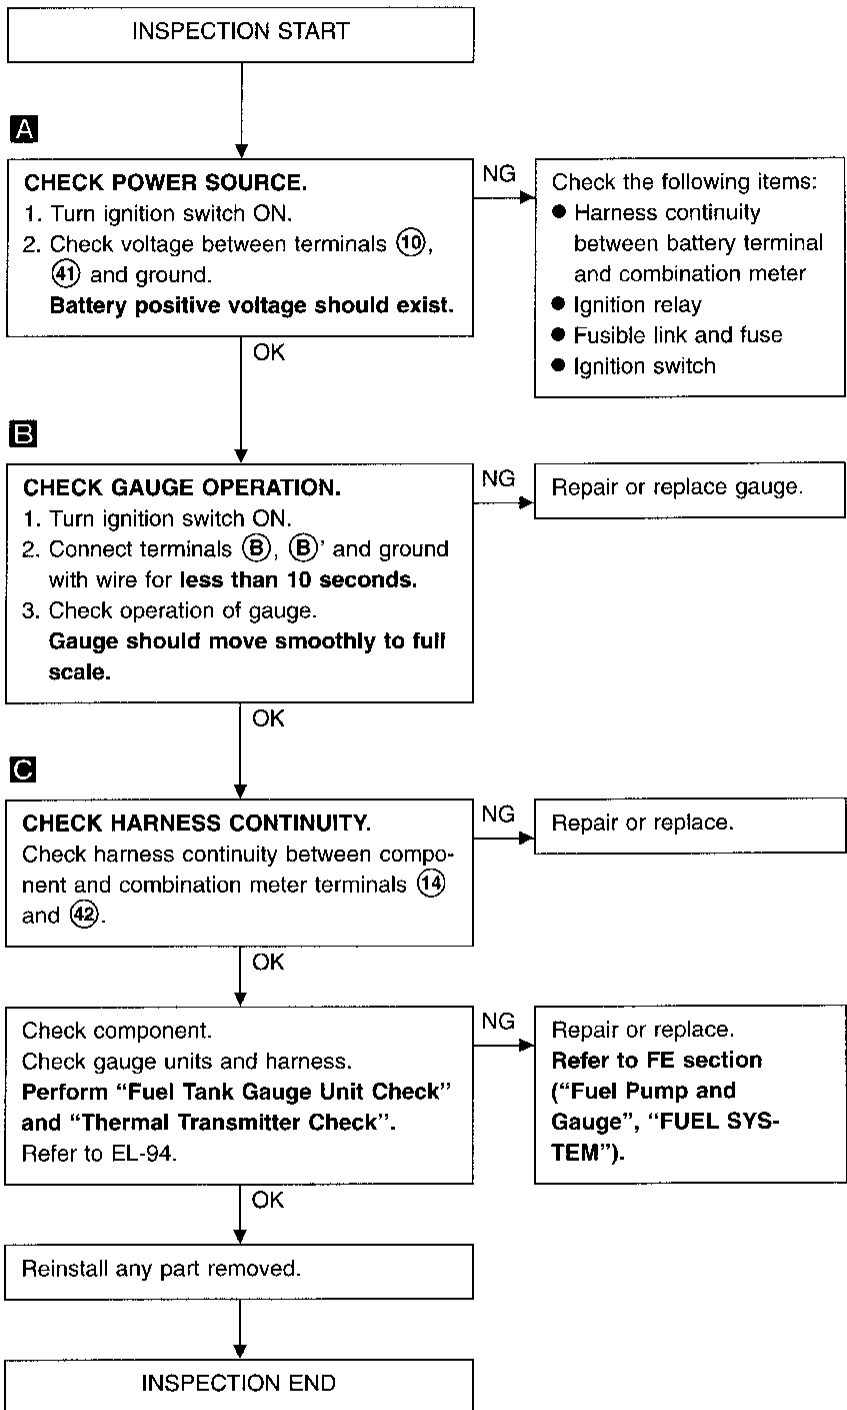 INSPECTION START
A
CHECK POWER SOURCE.
1. Turn ignition switch ON.
2. Check voltage between terminals ⑩,
㊶ and ground.
Battery positive voltage should exist.
NG
Check the following items:
● Harness continuity
between battery terminal
and combination meter
● Ignition relay
● Fusible link and fuse
● Ignition switch
OK
B
CHECK GAUGE OPERATION.
1. Turn ignition switch ON.
2. Connect terminals Ⓑ, Ⓑ’ and ground
with wire for less than 10 seconds.
3. Check operation of gauge.
Gauge should move smoothly to full
scale.
NG
Repair or replace gauge.
OK
C
CHECK HARNESS CONTINUITY.
Check harness continuity between compo-
nent and combination meter terminals ⑭
and ㊷.
NG
Repair or replace.
OK
Check component.
Check gauge units and harness.
Perform “Fuel Tank Gauge Unit Check”
and “Thermal Transmitter Check”.
Refer to EL-94.
NG
Repair or replace.
Refer to FE section
(“Fuel Pump and
Gauge”, “FUEL SYS-
TEM”).
OK
Reinstall any part removed.
INSPECTION END